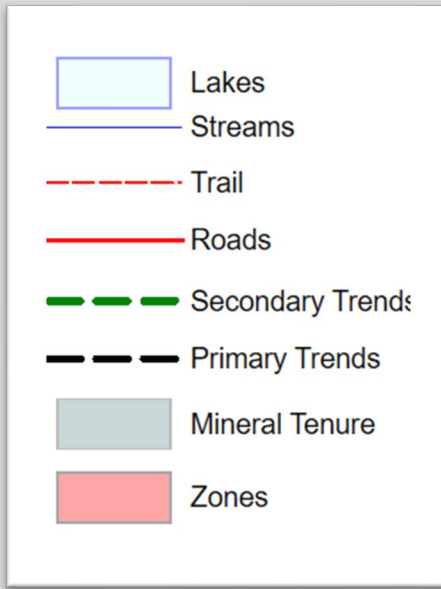 Lakes
Streams
Trail
Roads
Secondary Trends
Primary Trends
Mineral Tenure
Zones